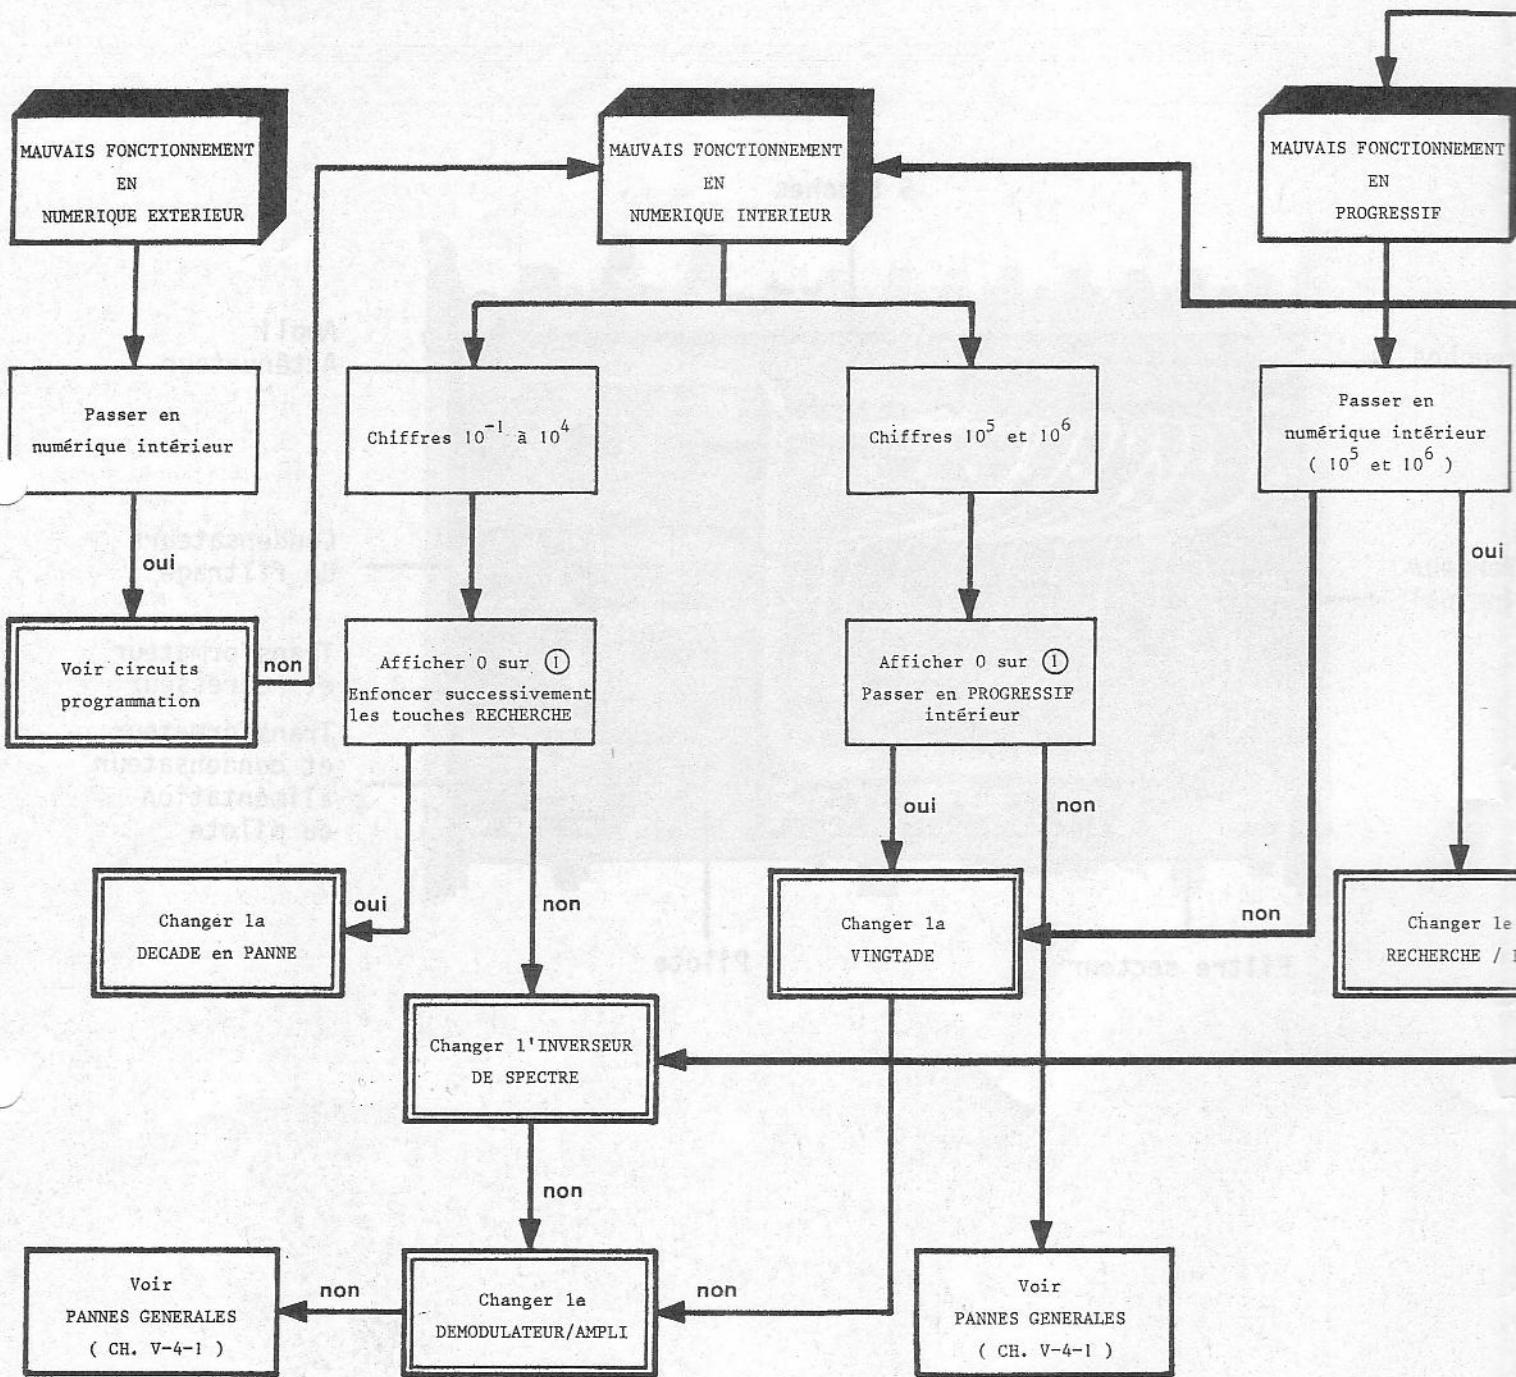 MAUVAIS FONCTIONNEMENT
EN
NUMERIQUE EXTERIEUR
MAUVAIS FONCTIONNEMENT
EN
NUMERIQUE INTERIEUR
MAUVAIS FONCTIONNEMENT
EN
PROGRESSIF
Passer en
numérique intérieur
Chiffres 10⁻¹ à 10⁴
Chiffres 10⁵ et 10⁶
Passer en
numérique intérieur
( 10⁵ et 10⁶ )
oui
oui
Voir circuits
programmation
non
Afficher 0 sur ①
Enfoncer successivement
les touches RECHERCHE
Afficher 0 sur ①
Passer en PROGRESSIF
intérieur
oui
non
Changer la
DECADE en PANNE
oui
non
Changer la
VINGTADE
non
Changer le
RECHERCHE /
Changer l'INVERSEUR
DE SPECTRE
non
Voir
PANNES GENERALES
( CH. V-4-1 )
non
Changer le
DEMODULATEUR/AMPLI
non
Voir
PANNES GENERALES
( CH. V-4-1 )